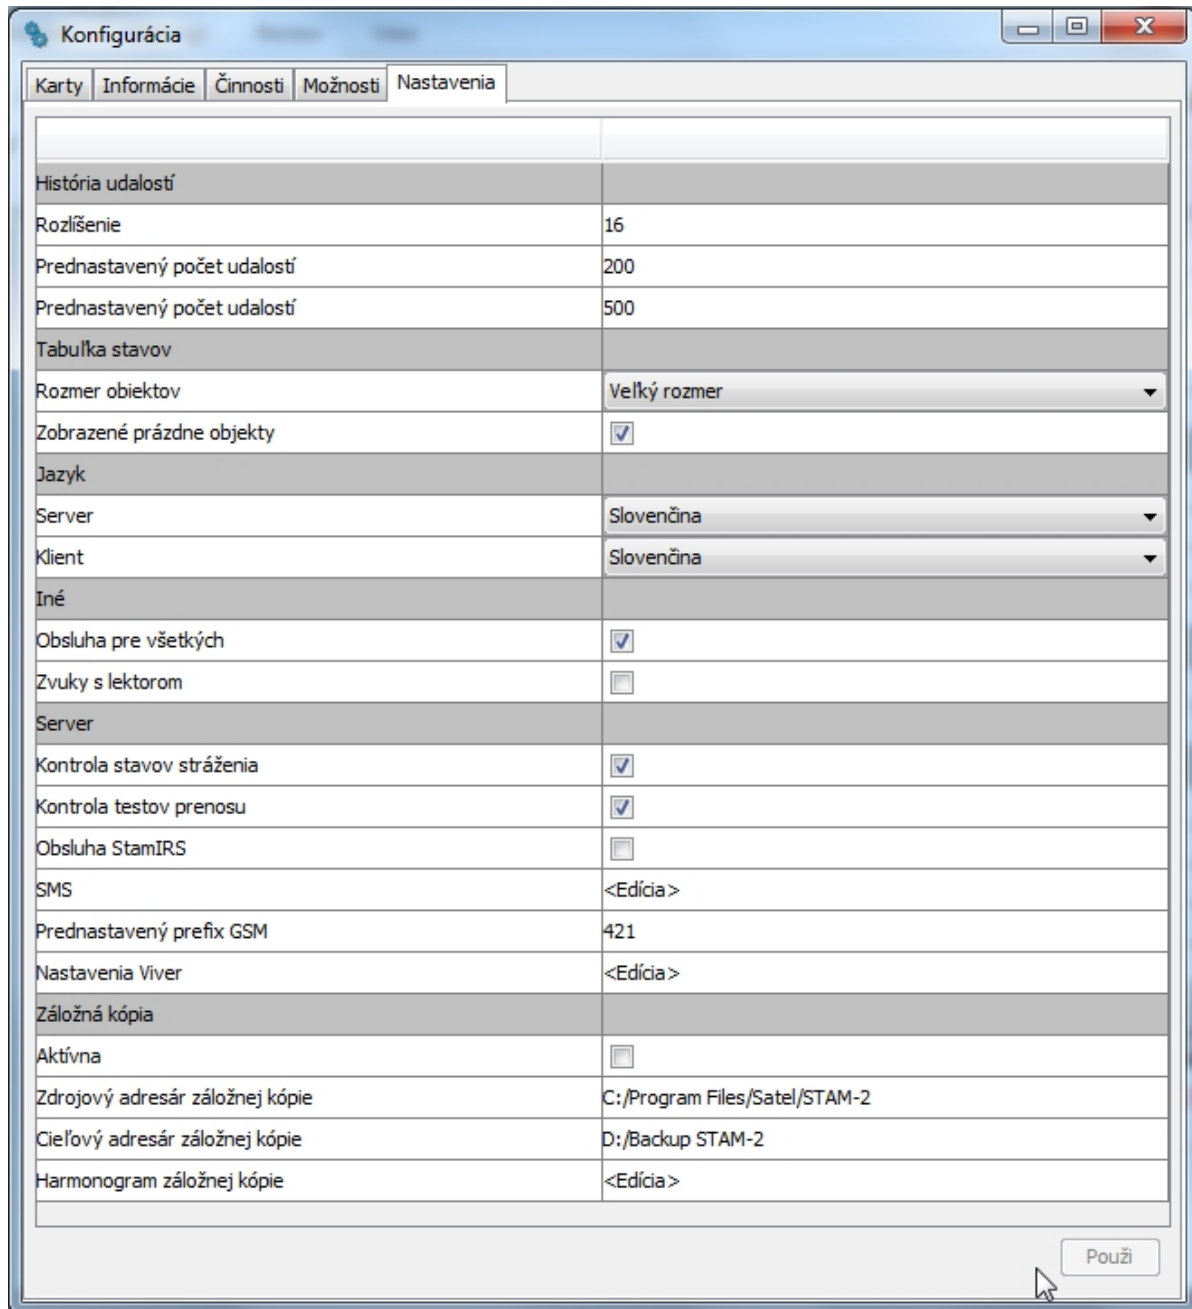 Konfigurácia
Karty Informácie Činnosti Možnosti Nastavenia
História udalostí
Rozlíšenie 16
Prednastavený počet udalostí 200
Prednastavený počet udalostí 500
Tabuľka stavov
Rozmer obiektov Veľký rozmer
Zobrazené prázdne objekty
Jazyk
Server Slovenčina
Klient Slovenčina
Iné
Obsluha pre všetkých
Zvuky s lektorom
Server
Kontrola stavov stráženia
Kontrola testov prenosu
Obsluha StamIRS
SMS <Edícia>
Prednastavený prefix GSM 421
Nastavenia Viver <Edícia>
Záložná kópia
Aktívna
Zdrojový adresár záložnej kópie C:/Program Files/Satel/STAM-2
Cieľový adresár záložnej kópie D:/Backup STAM-2
Harmonogram záložnej kópie <Edícia>
Použi